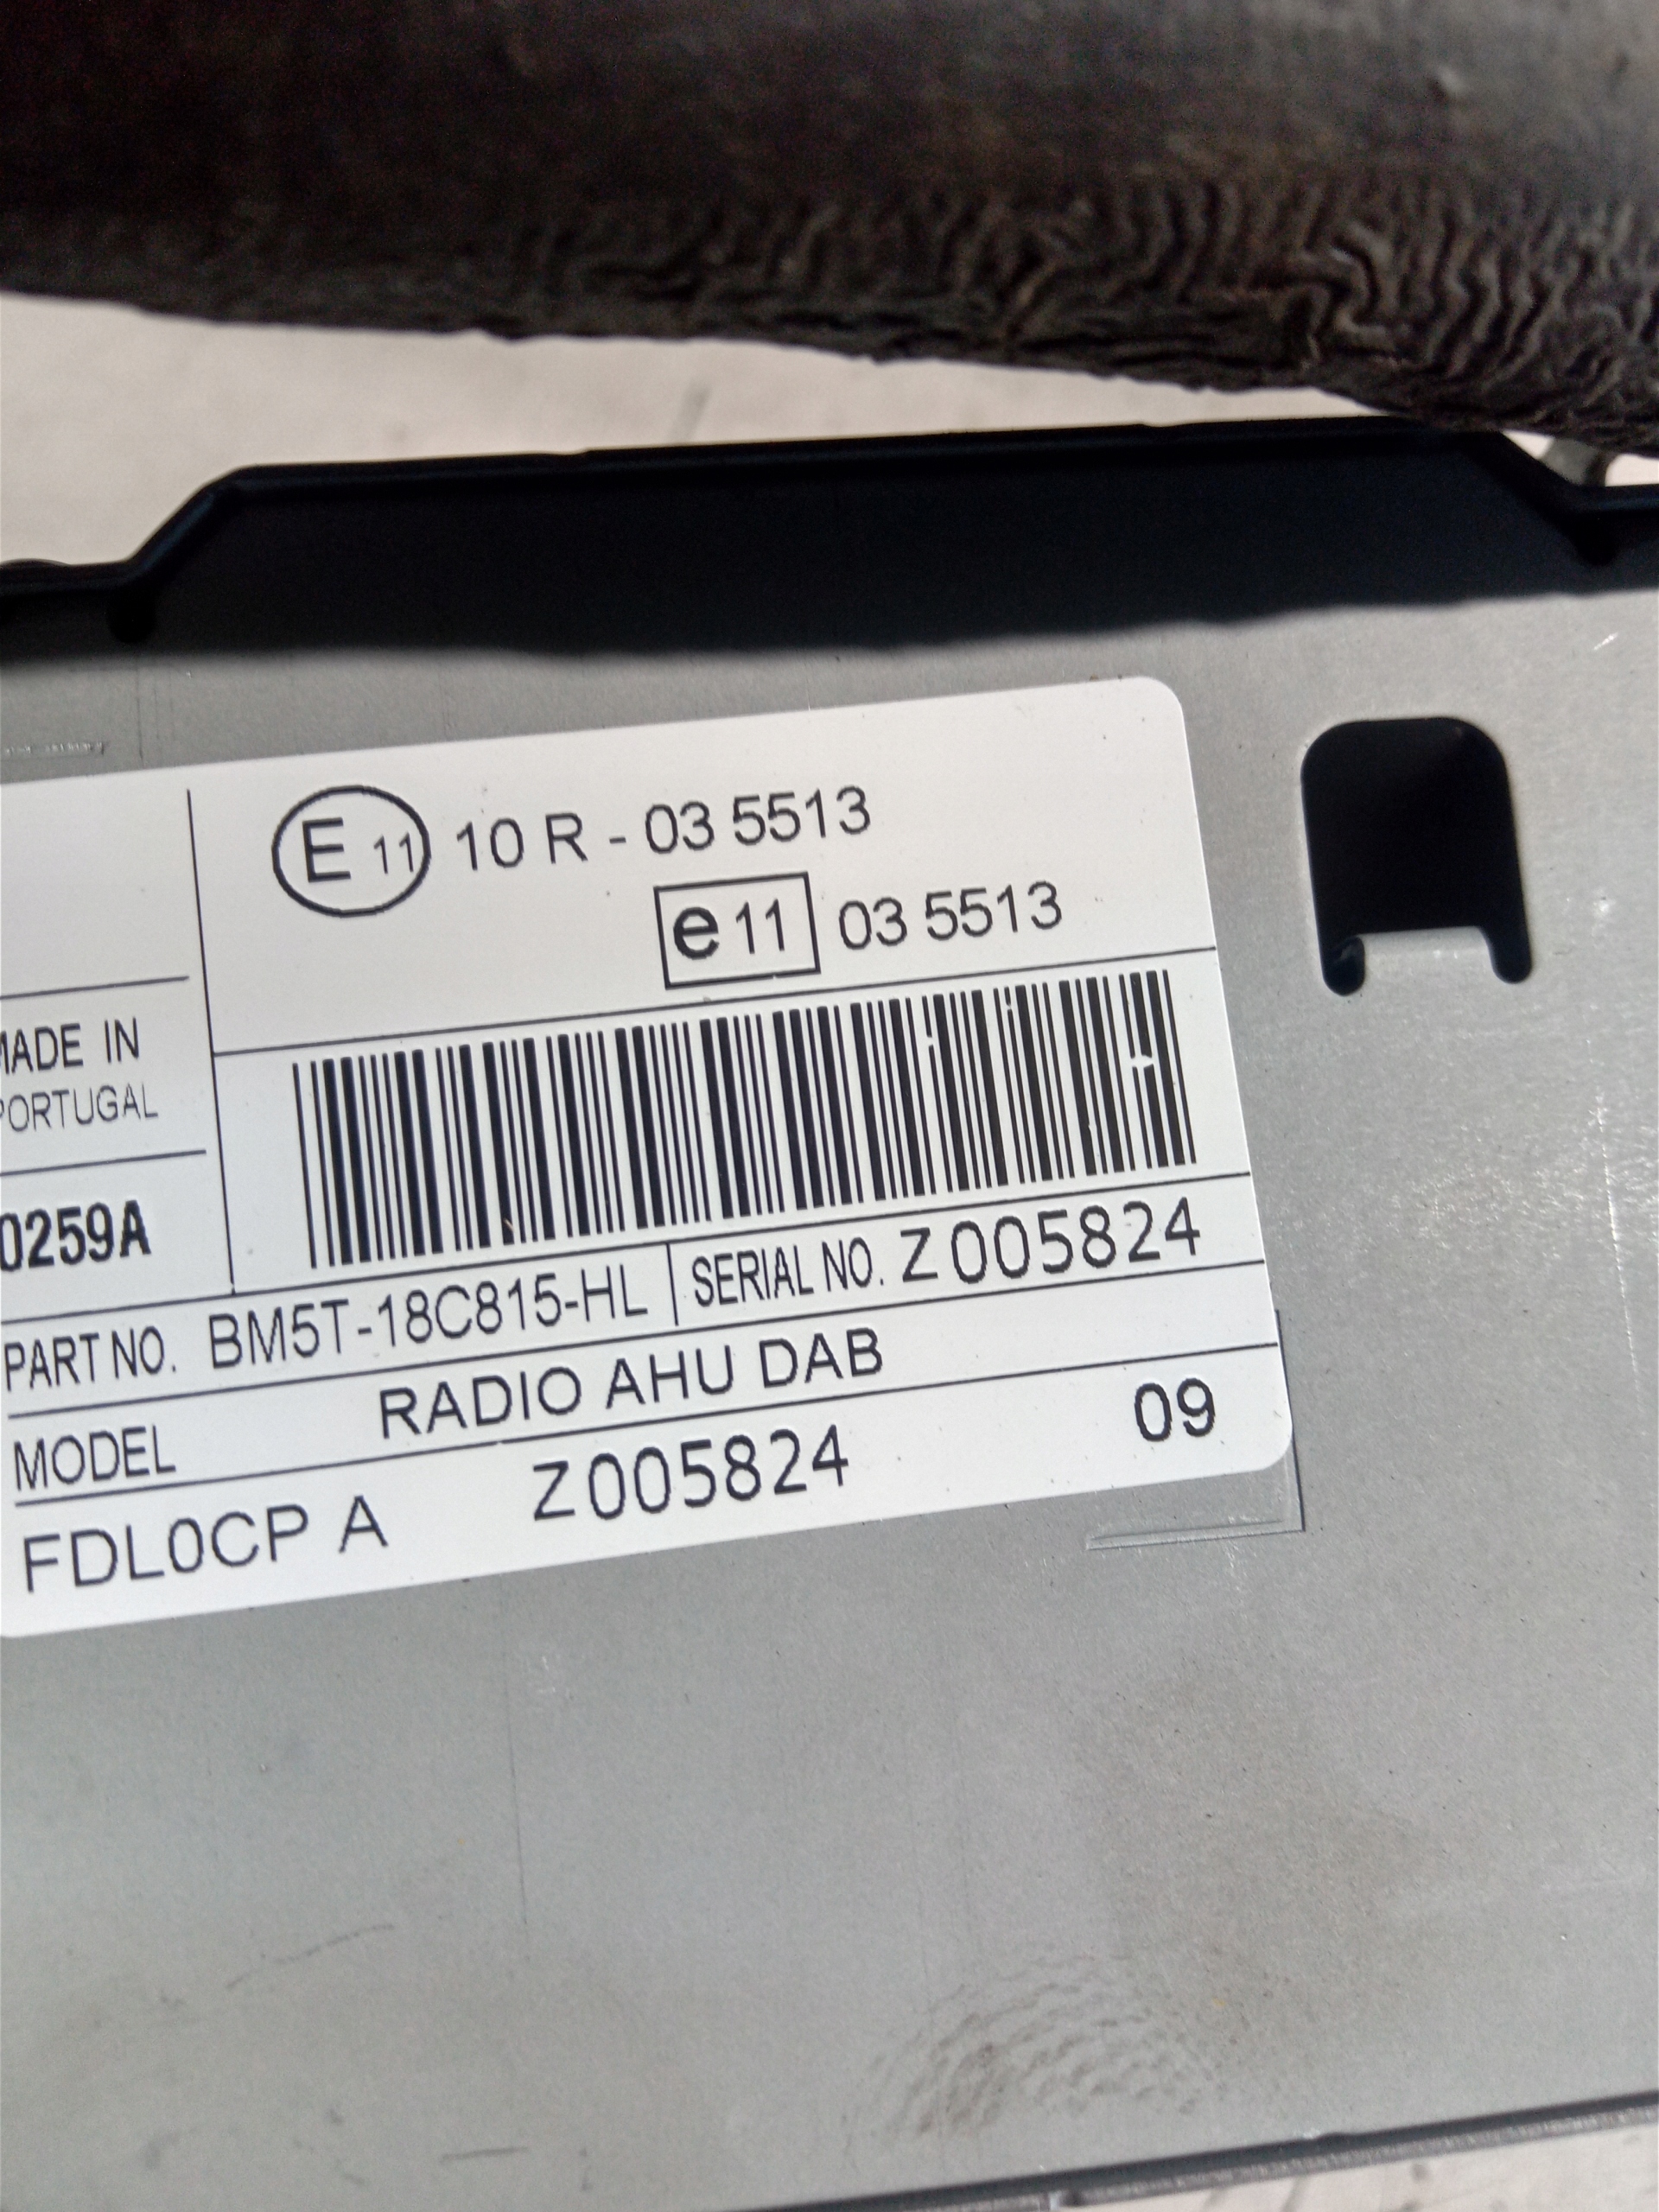 E 11 10 R - 03 5513
e 11 03 5513
MADE IN
PORTUGAL
0259A
PART NO. BM5T-18C815-HL SERIAL NO. Z005824
MODEL RADIO AHU DAB
FDL0CP A Z005824 09